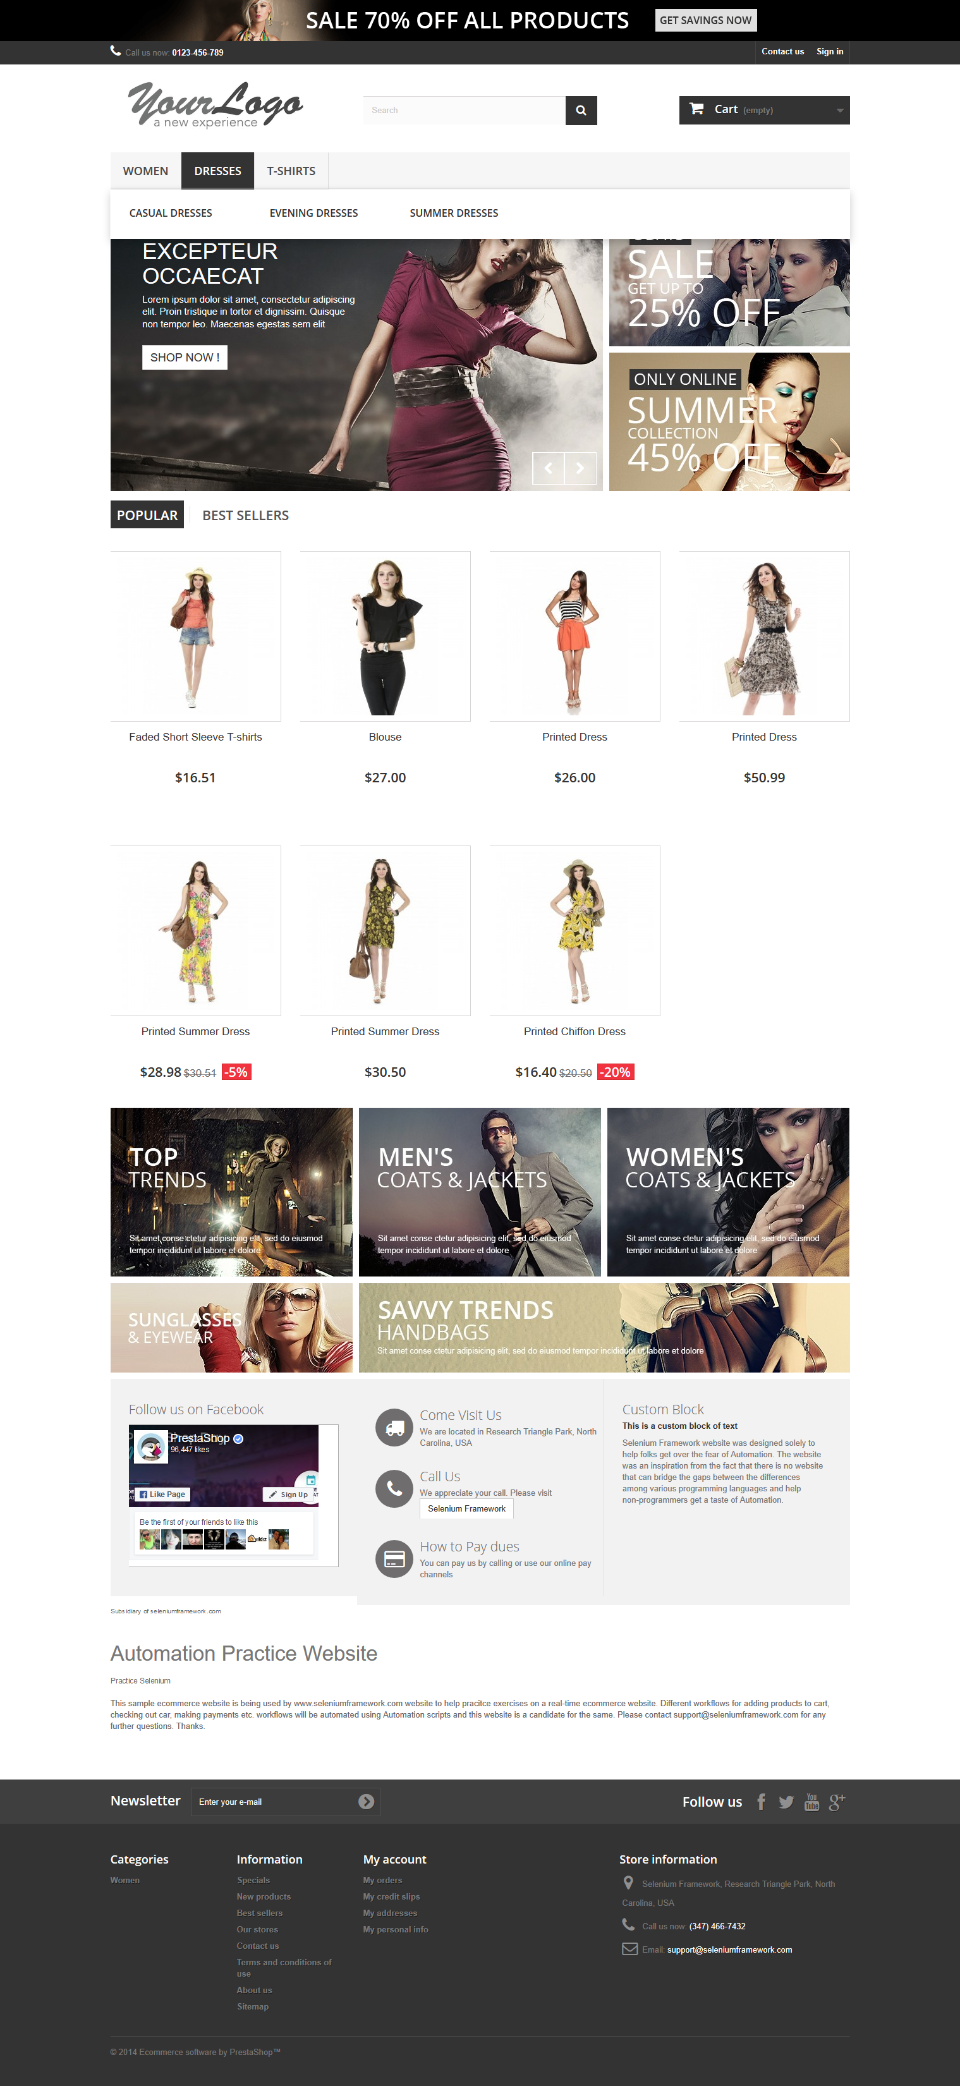 SALE 70% OFF ALL PRODUCTS
GET SAVINGS NOW
Call us now: 0123-456-789
Contact us
Sign in
YourLogo
a new experience
Search
Cart (empty)
WOMEN
DRESSES
T-SHIRTS
CASUAL DRESSES
EVENING DRESSES
SUMMER DRESSES
EXCEPTEUR
OCCAECAT
Lorem ipsum dolor sit amet, consectetur adipiscing
elit. Proin tristique in tortor et dignissim. Quisque
non tempor leo. Maecenas egestas sem elit
SHOP NOW !
SALE
GET UP TO
25% OFF
ONLY ONLINE
SUMMER
COLLECTION
45% OFF
POPULAR
BEST SELLERS
Faded Short Sleeve T-shirts
$16.51
Blouse
$27.00
Printed Dress
$26.00
Printed Dress
$50.99
Printed Summer Dress
$28.98 $30.51 -5%
Printed Summer Dress
$30.50
Printed Chiffon Dress
$16.40 $20.50 -20%
TOP
TRENDS
Sit amet conse ctetur adipisicing elit, sed do eiusmod
tempor incididunt ut labore et dolore
MEN'S
COATS & JACKETS
Sit amet conse ctetur adipisicing elit, sed do eiusmod
tempor incididunt ut labore et dolore
WOMEN'S
COATS & JACKETS
Sit amet conse ctetur adipisicing elit, sed do eiusmod
tempor incididunt ut labore et dolore
SUNGLASSES
& EYEWEAR
SAVVY TRENDS
HANDBAGS
Sit amet conse ctetur adipisicing elit, sed do eiusmod tempor incididunt ut labore et dolore
Follow us on Facebook
PrestaShop
96,447 likes
Like Page
Sign Up
Be the first of your friends to like this
Come Visit Us
We are located in Research Triangle Park, North
Carolina, USA
Call Us
We appreciate your call. Please visit
Selenium Framework
How to Pay dues
You can pay us by calling or use our online pay
channels
Custom Block
This is a custom block of text
Selenium Framework website was designed solely to
help folks get over the fear of Automation. The website
was an inspiration from the fact that there is no website
that can bridge the gaps between the differences
among various programming languages and help
non-programmers get a taste of Automation.
Subsidiary of seleniumframework.com
Automation Practice Website
Practice Selenium
This sample ecommerce website is being used by www.seleniumframework.com website to help pracitce exercises on a real-time ecommerce website. Different workflows for adding products to cart,
checking out car, making payments etc. workflows will be automated using Automation scripts and this website is a candidate for the same. Please contact support@seleniumframework.com for any
further questions. Thanks.
Newsletter
Enter your e-mail
Follow us
Categories
Women
Information
Specials
New products
Best sellers
Our stores
Contact us
Terms and conditions of
use
About us
Sitemap
My account
My orders
My credit slips
My addresses
My personal info
Store information
Selenium Framework, Research Triangle Park, North
Carolina, USA
Call us now: (347) 466-7432
Email: support@seleniumframework.com
© 2014 Ecommerce software by PrestaShop™